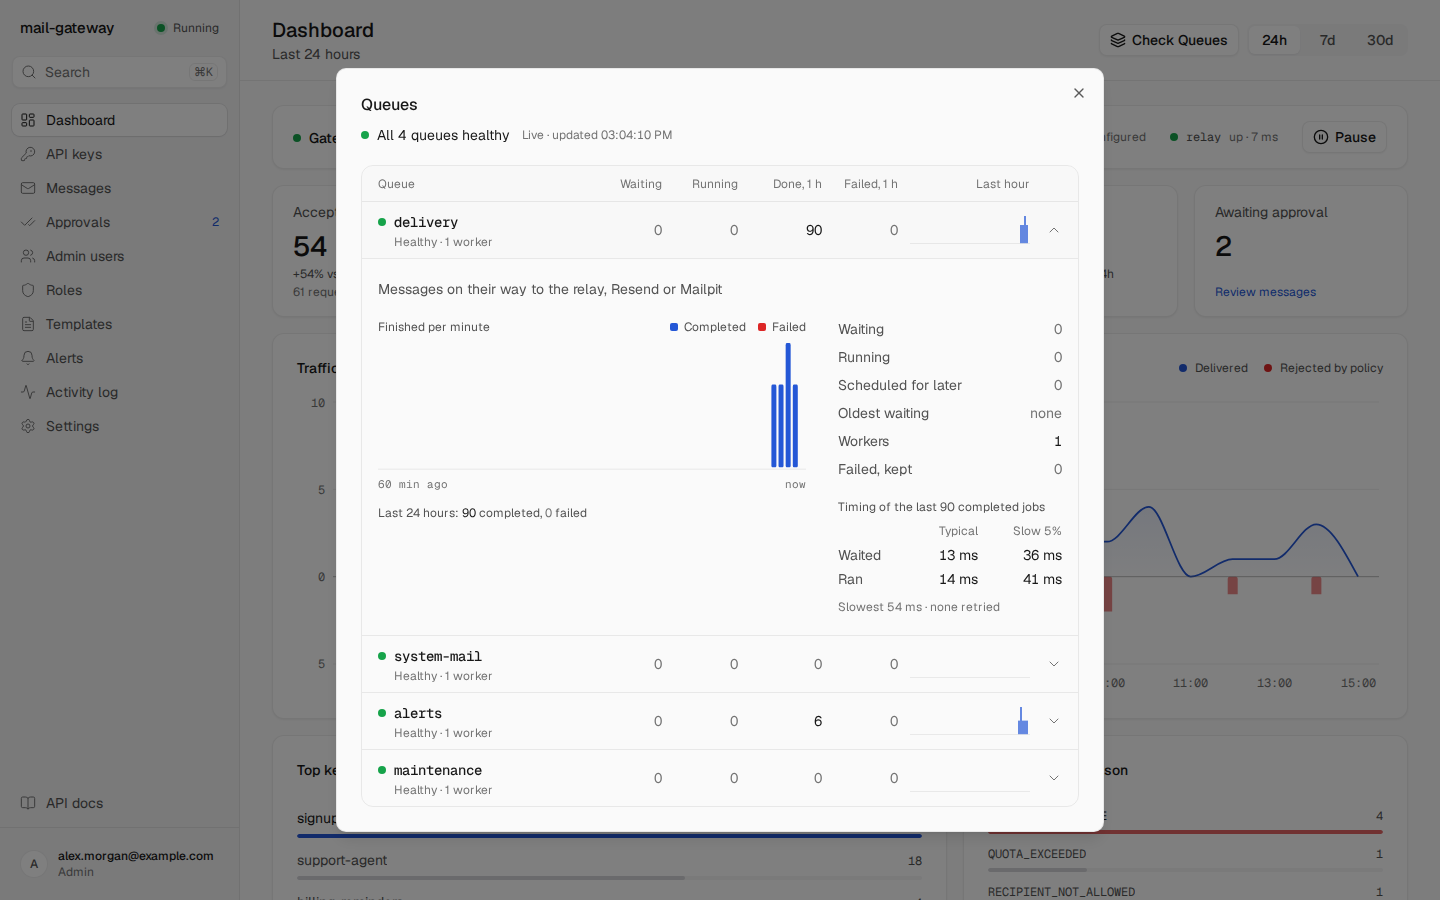 mail-gateway
Running
Search
⌘K
Dashboard
API keys
Messages
Approvals
2
Admin users
Roles
Templates
Alerts
Activity log
Settings
API docs
A
alex.morgan@example.com
Admin
Dashboard
Last 24 hours
Check Queues
24h
7d
30d
relay up · 7 ms
Pause
54
Awaiting approval
2
Review messages
Delivered
Rejected by policy
10
5
0
5
11:00
13:00
15:00
support-agent
18
4
QUOTA_EXCEEDED
1
RECIPIENT_NOT_ALLOWED
1
Queues
All 4 queues healthy
Live · updated 03:04:10 PM
Queue Waiting Running Done, 1 h Failed, 1 h Last hour
delivery 0 0 90 0
Healthy · 1 worker
Messages on their way to the relay, Resend or Mailpit
Finished per minute
Completed
Failed
60 min ago
now
Last 24 hours: 90 completed, 0 failed
Waiting 0
Running 0
Scheduled for later 0
Oldest waiting none
Workers 1
Failed, kept 0
Timing of the last 90 completed jobs
Typical Slow 5%
Waited 13 ms 36 ms
Ran 14 ms 41 ms
Slowest 54 ms · none retried
system-mail 0 0 0 0
Healthy · 1 worker
alerts 0 0 6 0
Healthy · 1 worker
maintenance 0 0 0 0
Healthy · 1 worker